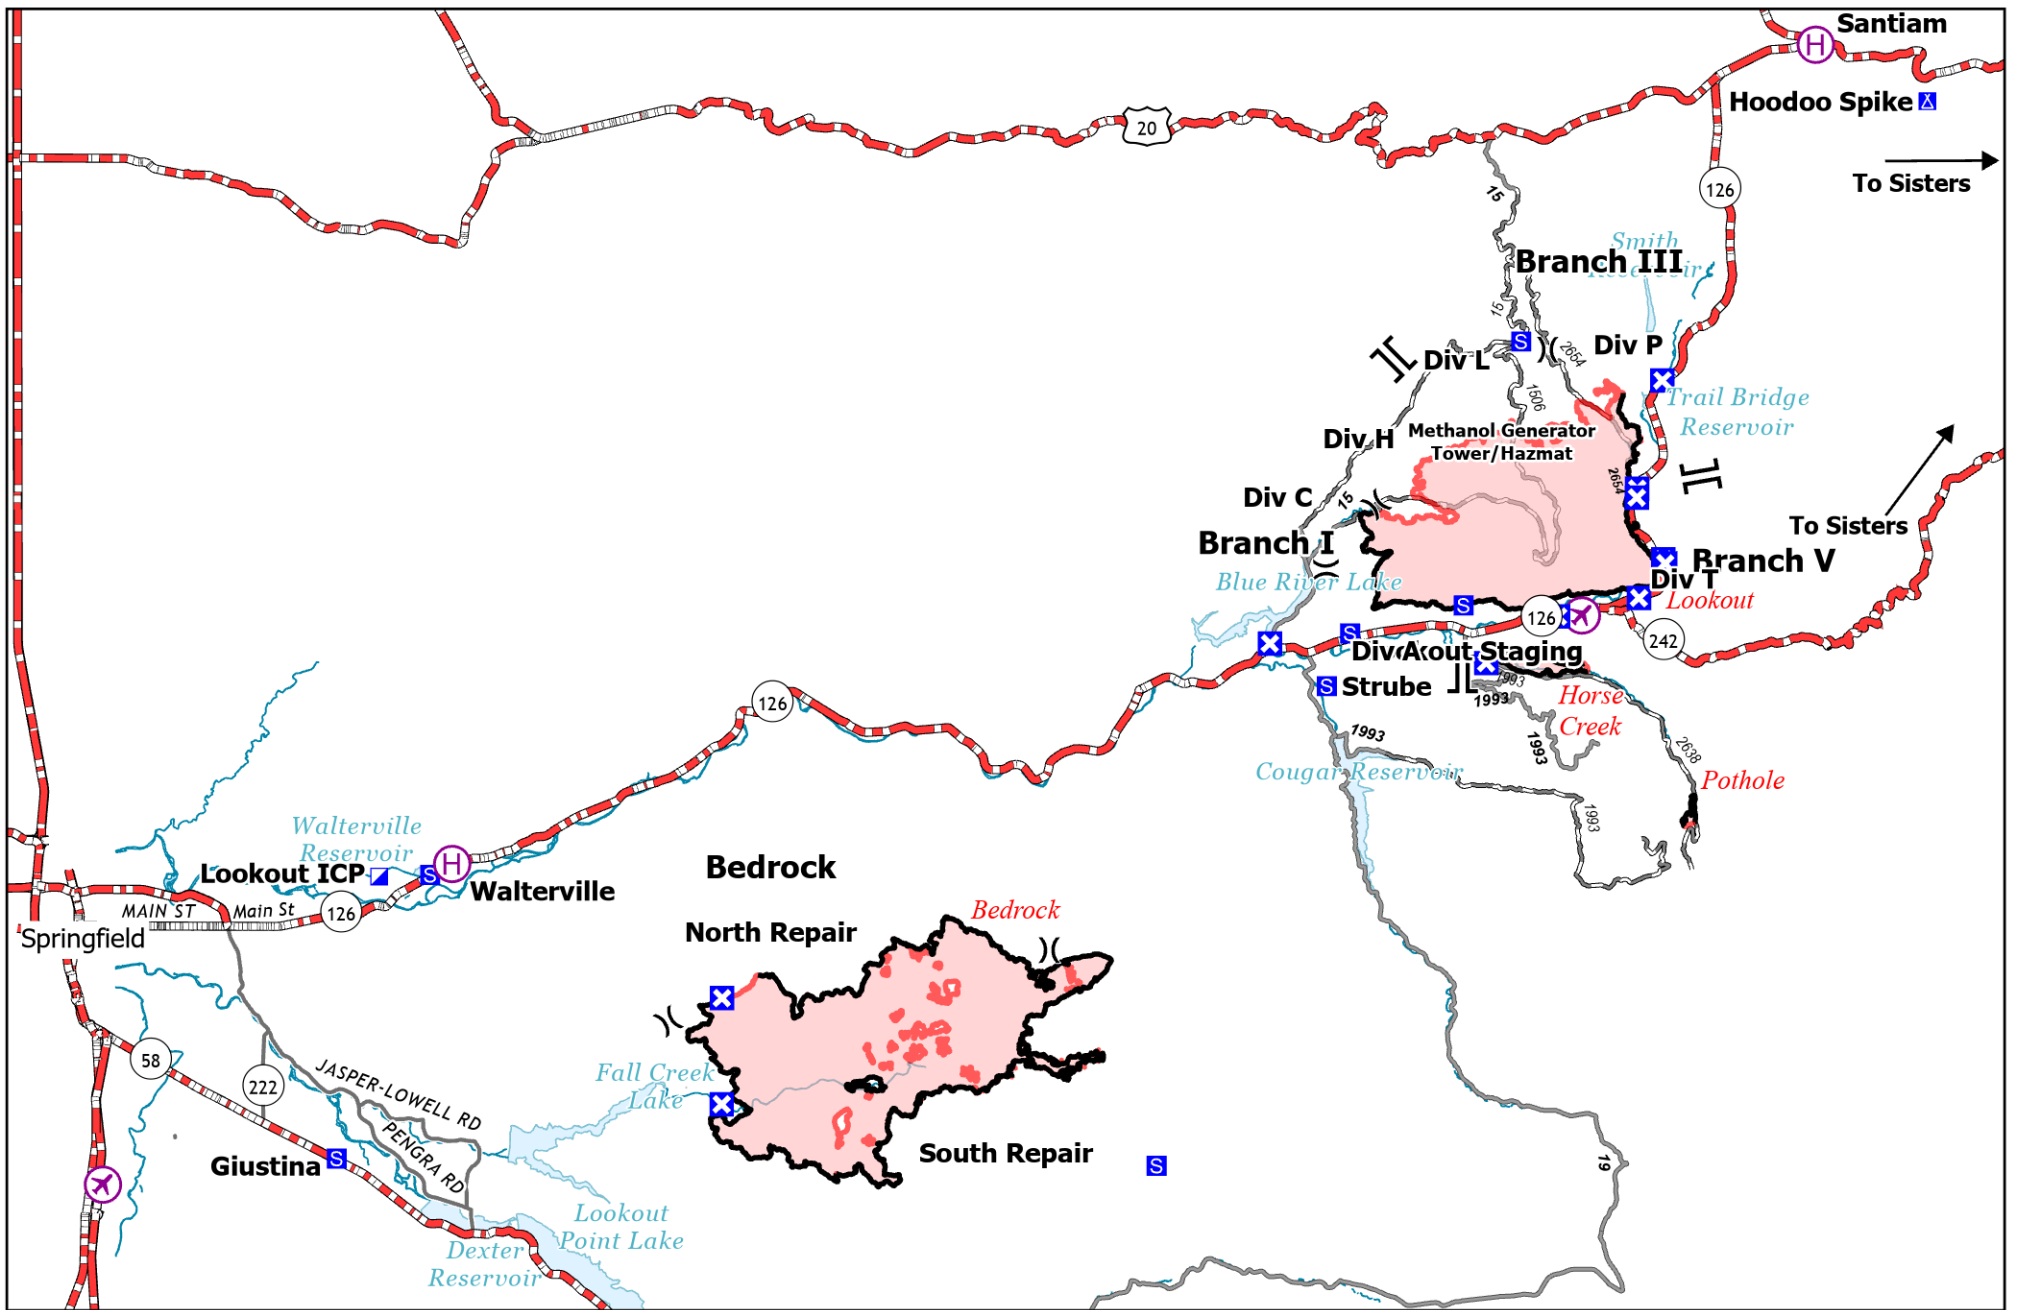 Santiam
H
Hoodoo Spike
20
To Sisters
126
15
Smith
Branch III
15
S
2654
Div P
Div L
1506
Trail Bridge
Reservoir
Div H
Methanol Generator
Tower/Hazmat
2654
Div C
15
To Sisters
Branch I
Branch V
Div T
Blue River Lake
Lookout
S
126
S
242
Staging
S
Strube
1993
1993
Horse
Creek
126
1993
1993
2638
Cougar Reservoir
Pothole
1993
Walterville
Reservoir
Lookout ICP
S
H
Walterville
Bedrock
MAIN ST
Main St
126
Bedrock
Springfield
North Repair
58
222
JASPER-LOWELL RD
Fall Creek
Lake
PENGRA RD
Giustina
S
South Repair
S
19
Lookout
Point Lake
Dexter
Reservoir